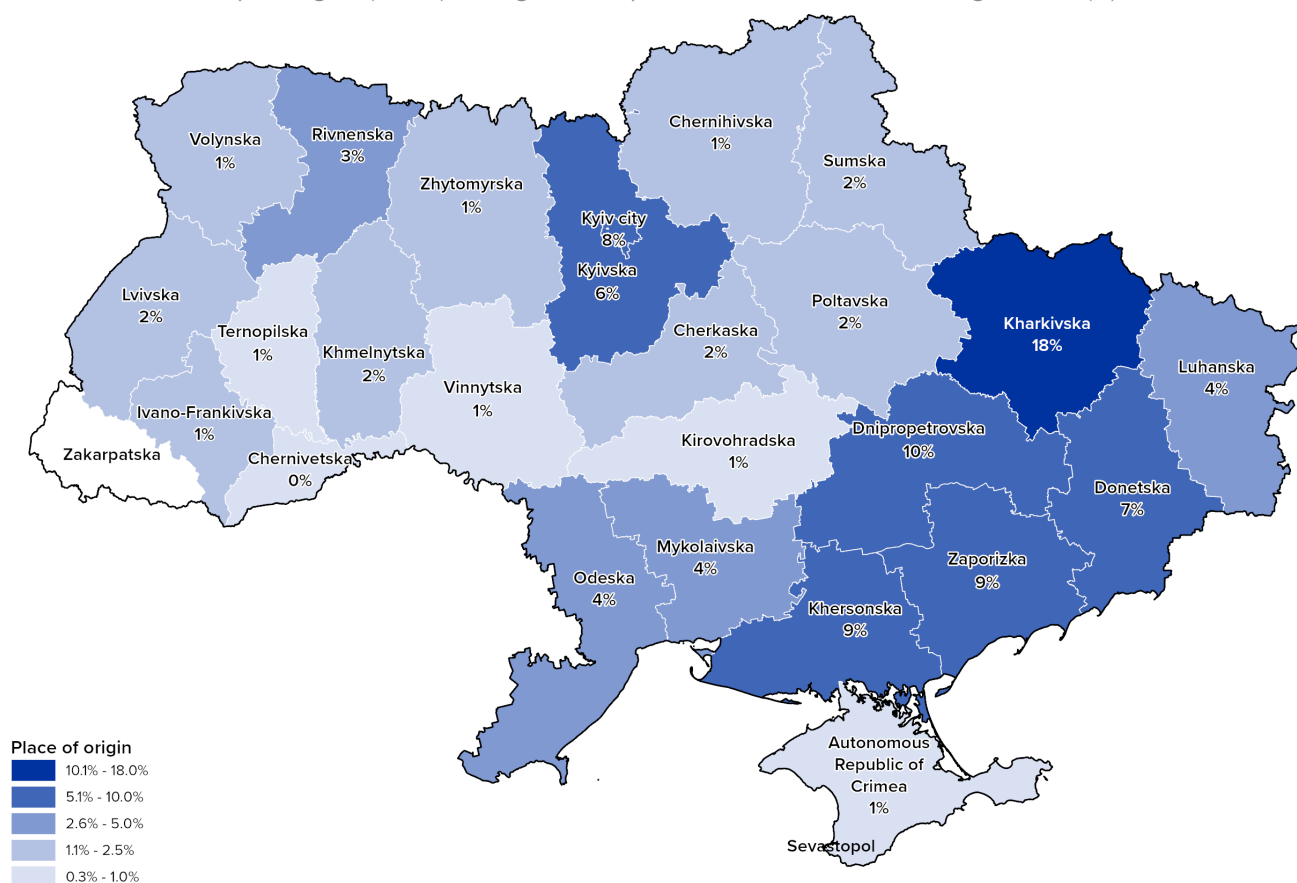 Volynska
1%
Rivnenska
3%
Zhytomyrska
1%
Chernihivska
1%
Sumska
2%
Kyiv city
8%
Kyivska
6%
Lvivska
2%
Ternopilska
1%
Khmelnytska
2%
Vinnytska
1%
Cherkaska
2%
Poltavska
2%
Kharkivska
18%
Luhanska
4%
Zakarpatska
Ivano-Frankivska
1%
Chernivetska
0%
Kirovohradska
1%
Dnipropetrovska
10%
Donetska
7%
Odeska
4%
Mykolaivska
4%
Zaporizka
9%
Khersonska
9%
Autonomous
Republic of
Crimea
1%
Sevastopol
Place of origin
10.1% - 18.0%
5.1% - 10.0%
2.6% - 5.0%
1.1% - 2.5%
0.3% - 1.0%